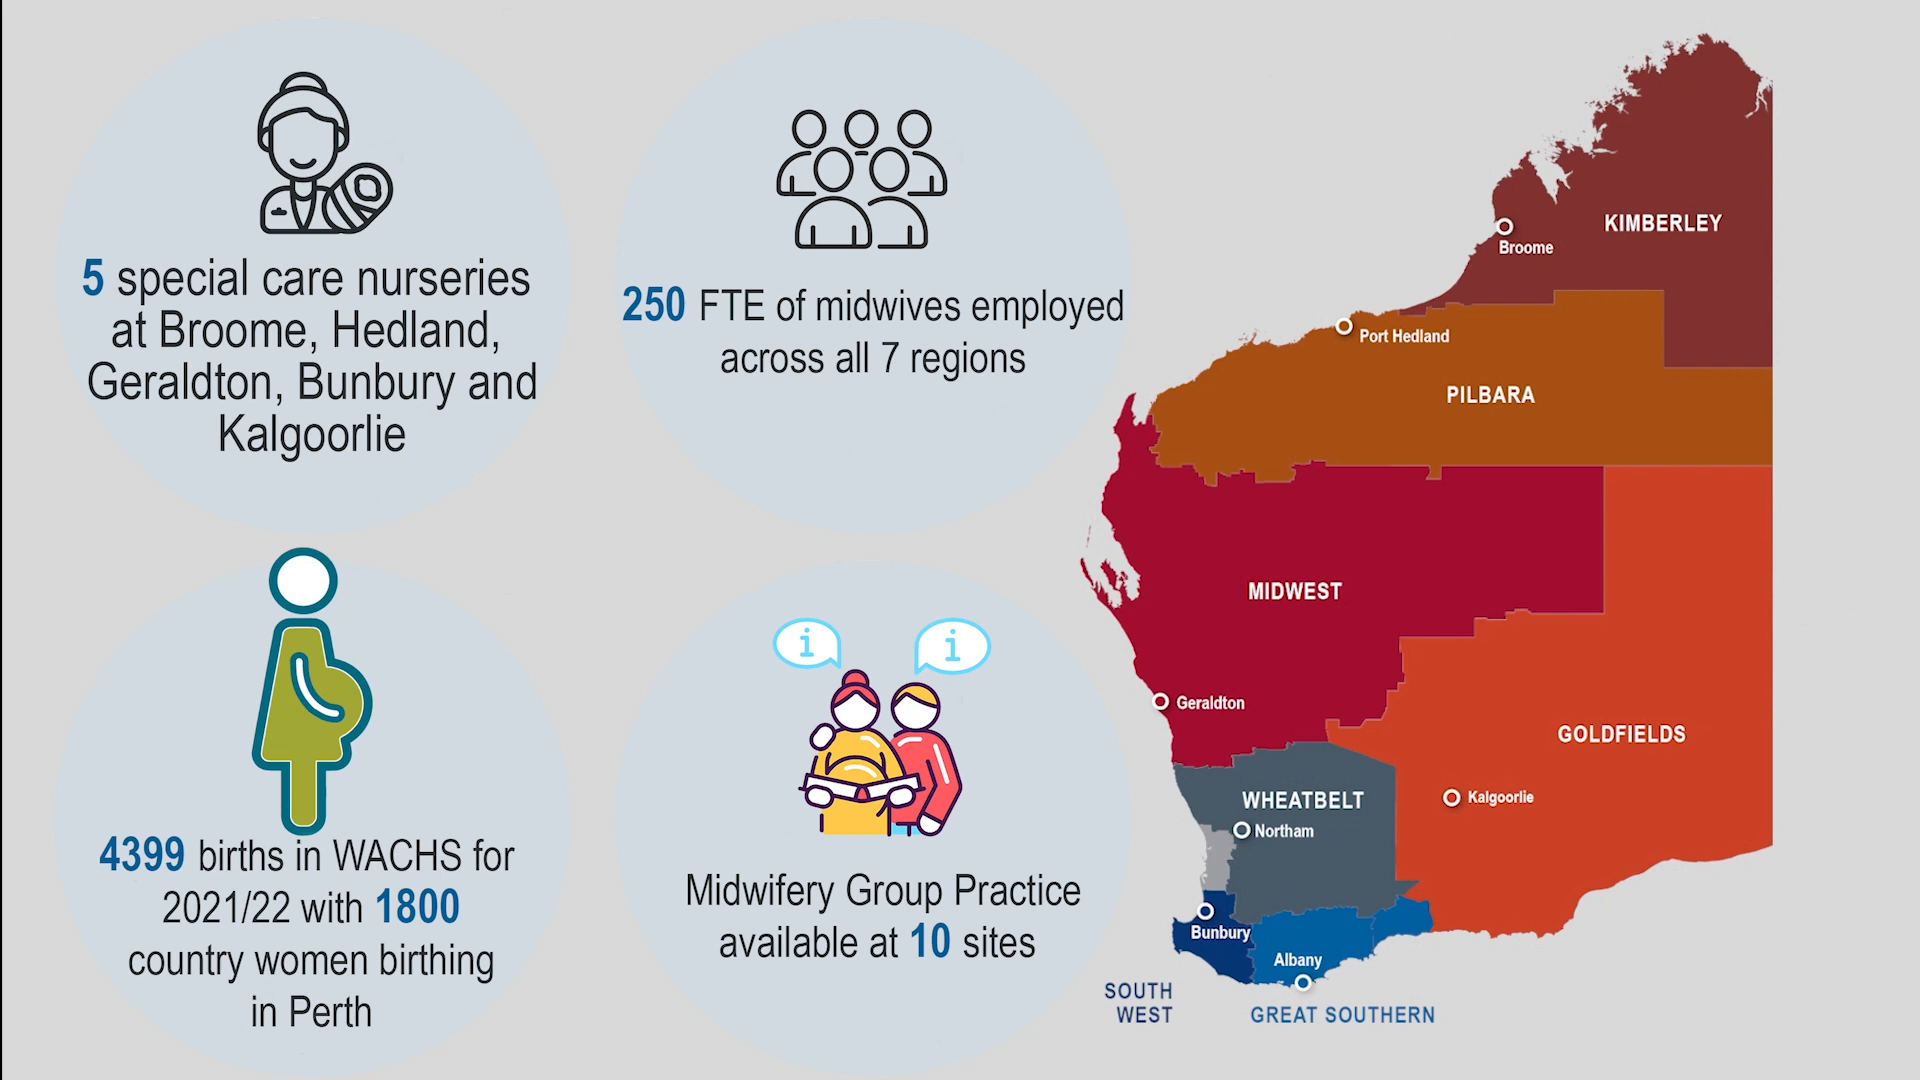 5 special care nurseries
at Broome, Hedland,
Geraldton, Bunbury and
Kalgoorlie
250 FTE of midwives employed
across all 7 regions
4399 births in WACHS for
2021/22 with 1800
country women birthing
in Perth
i
i
Midwifery Group Practice
available at 10 sites
KIMBERLEY
Broome
Port Hedland
PILBARA
MIDWEST
Geraldton
GOLDFIELDS
Kalgoorlie
WHEATBELT
Northam
Bunbury
Albany
SOUTH
WEST
GREAT SOUTHERN